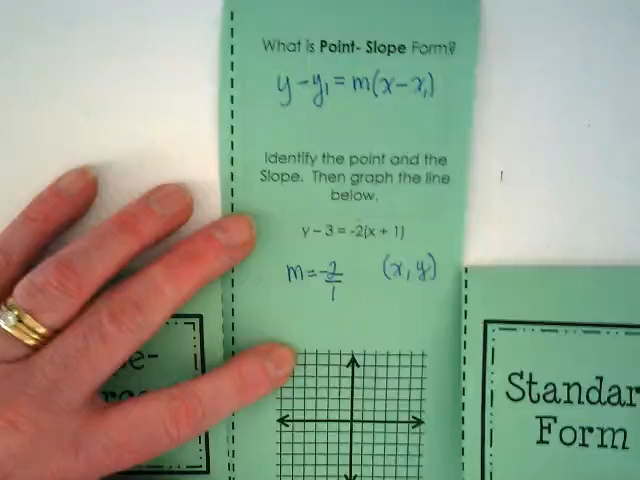 What is Point- Slope Form?
y - y₁ = m(x - x₁)
Identify the point and the
Slope. Then graph the line
below.
y – 3 = -2(x + 1)
m = -2/1 (x, y)
Standar
Form